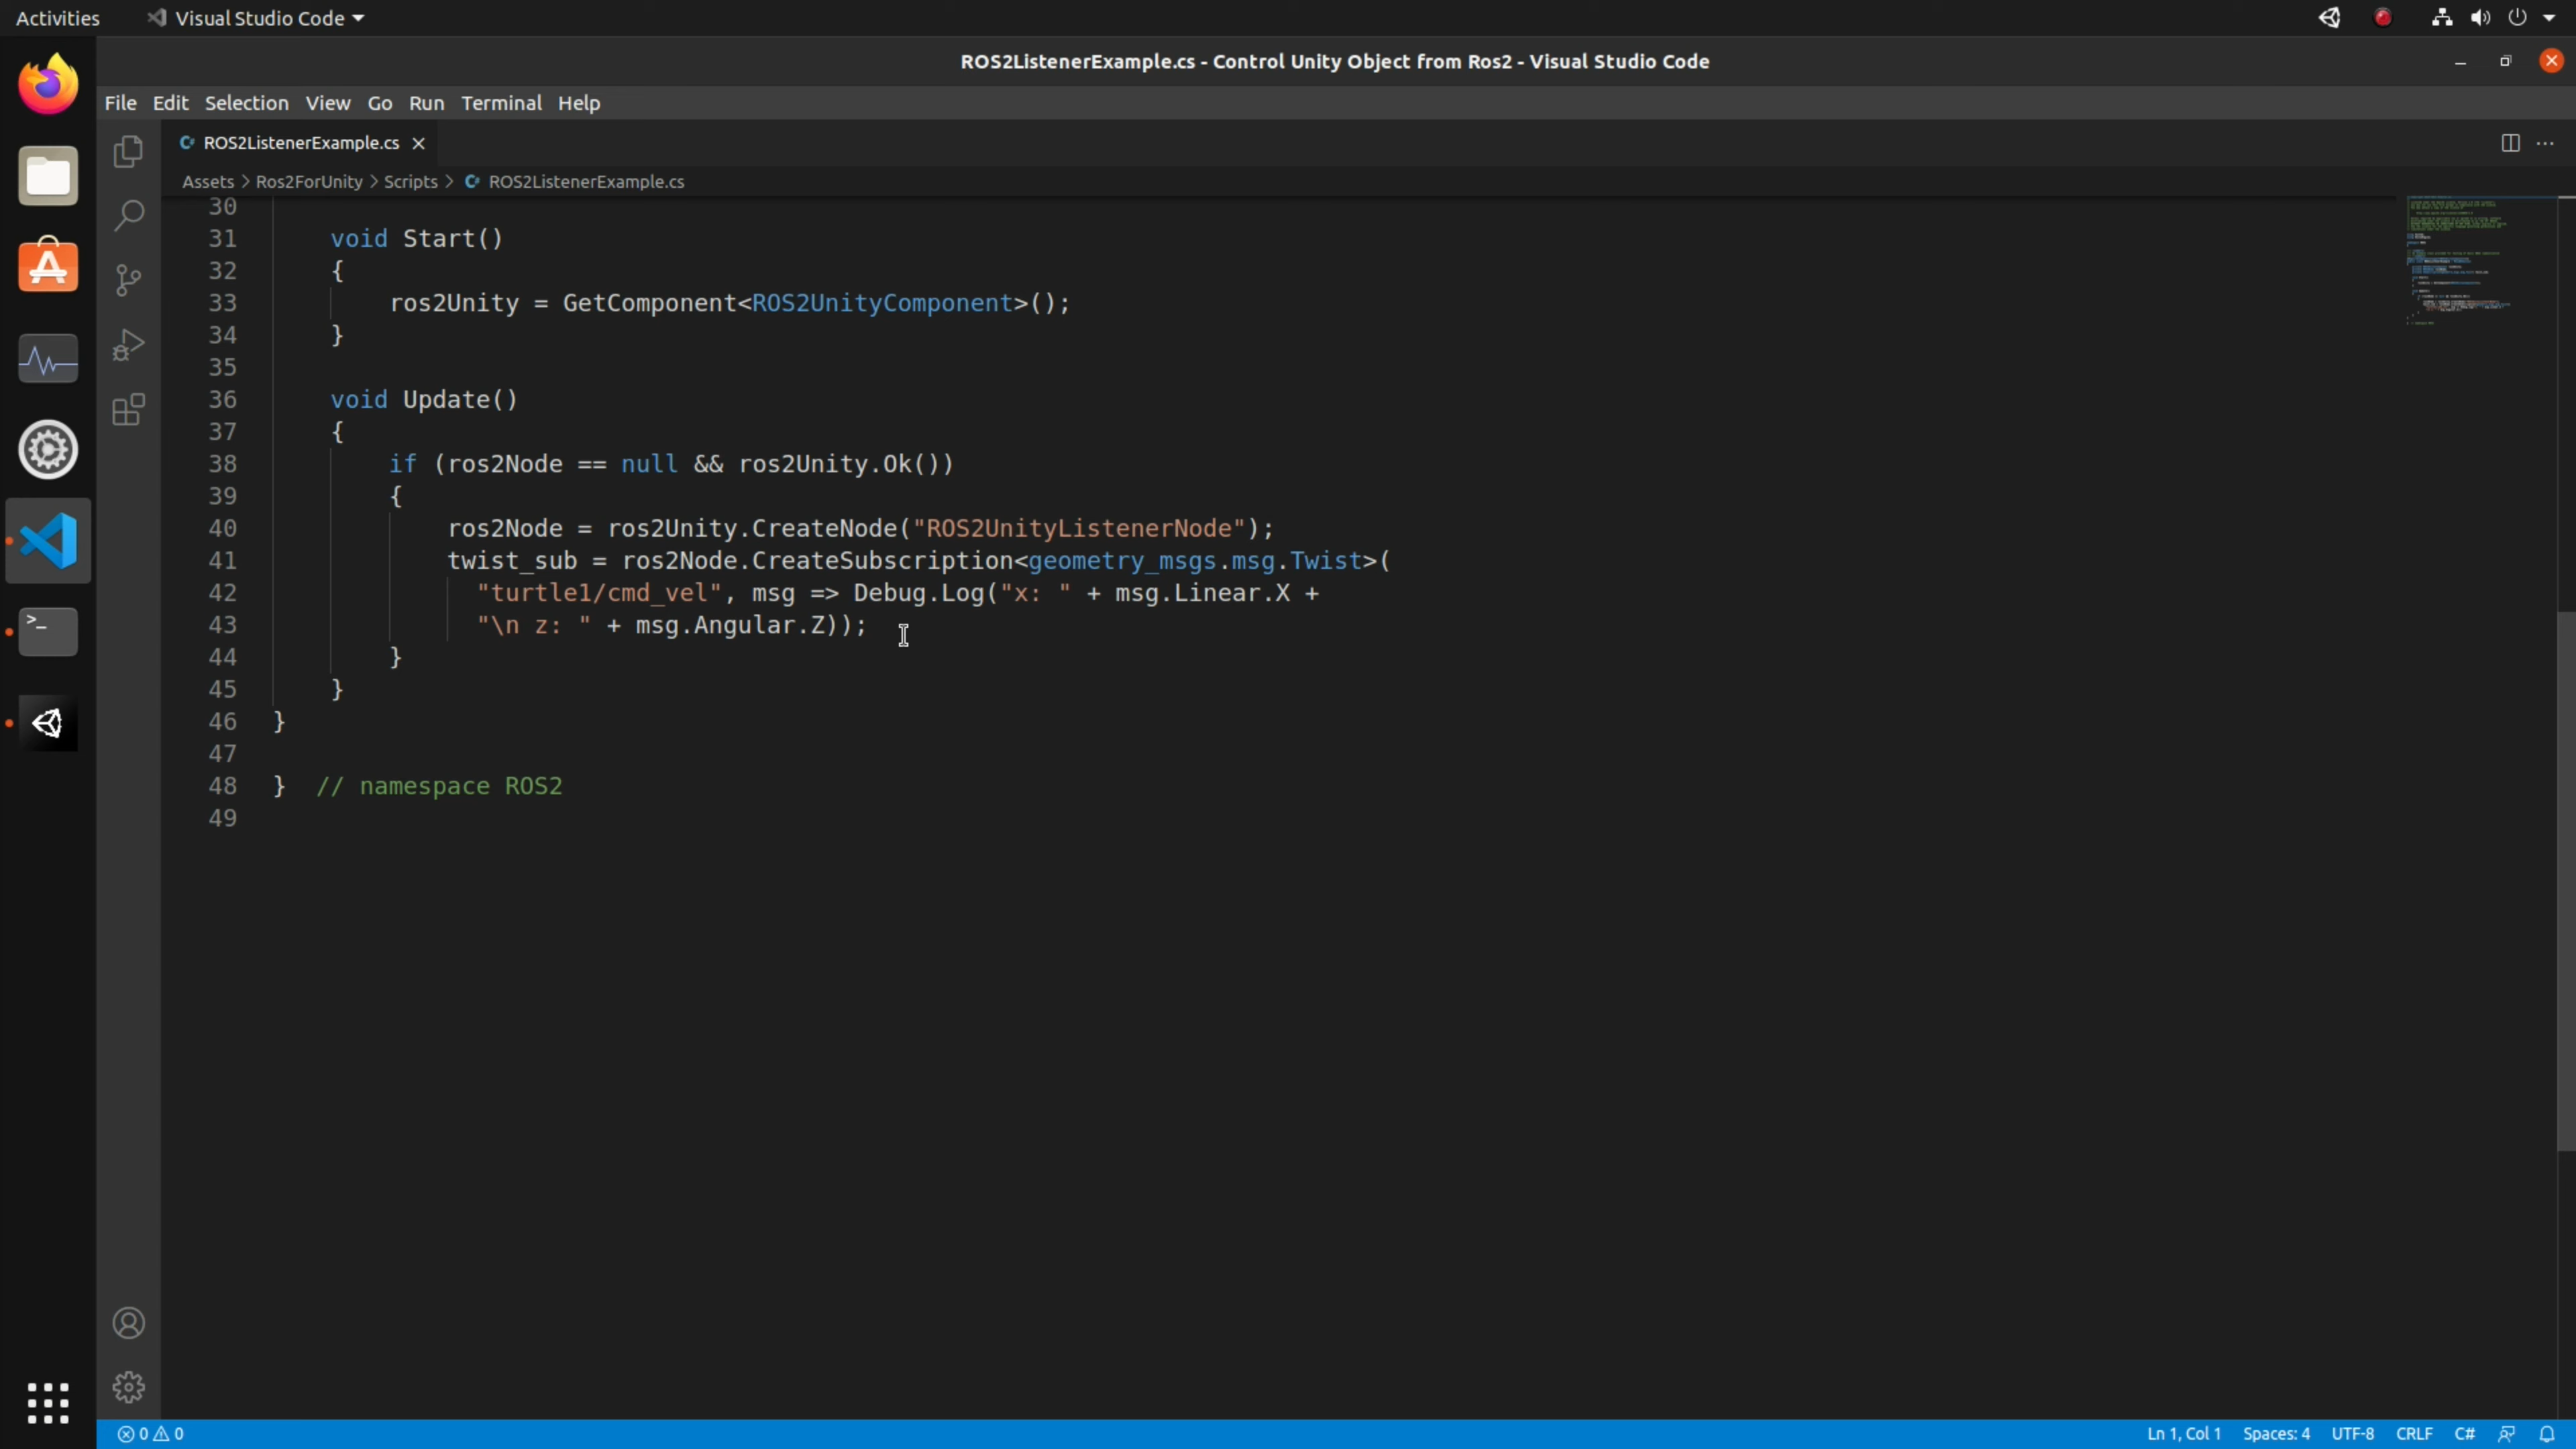 Activities
Visual Studio Code
ROS2ListenerExample.cs - Control Unity Object from Ros2 - Visual Studio Code
File Edit Selection View Go Run Terminal Help
ROS2ListenerExample.cs
Assets > Ros2ForUnity > Scripts > ROS2ListenerExample.cs
30
31 void Start()
32 {
33 ros2Unity = GetComponent<ROS2UnityComponent>();
34 }
35
36 void Update()
37 {
38 if (ros2Node == null && ros2Unity.Ok())
39 {
40 ros2Node = ros2Unity.CreateNode("ROS2UnityListenerNode");
41 twist_sub = ros2Node.CreateSubscription<geometry_msgs.msg.Twist>(
42 "turtle1/cmd_vel", msg => Debug.Log("x: " + msg.Linear.X +
43 "\n z: " + msg.Angular.Z));
44 }
45 }
46 }
47
48 } // namespace ROS2
49
0 0
Ln 1, Col 1 Spaces: 4 UTF-8 CRLF C#